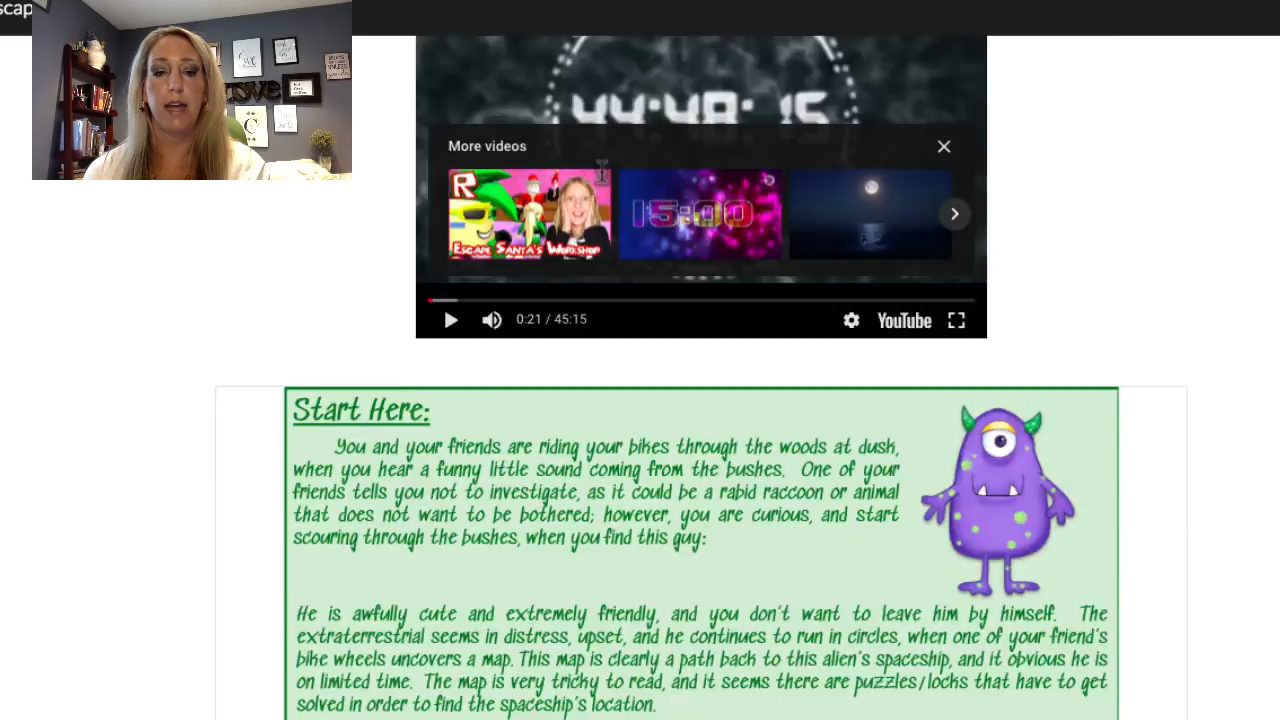 scap
44:48: 15
More videos
R
15:00
ESCAPE SANTA'S WORKSHOP
0:21 / 45:15
YouTube
Start Here:
You and your friends are riding your bikes through the woods at dusk,
when you hear a funny little sound coming from the bushes. One of your
friends tells you not to investigate, as it could be a rabid raccoon or animal
that does not want to be bothered; however, you are curious, and start
scouring through the bushes, when you find this guy:
He is awfully cute and extremely friendly, and you don't want to leave him by himself. The
extraterrestrial seems in distress, upset, and he continues to run in circles, when one of your friend's
bike wheels uncovers a map. This map is clearly a path back to this alien's spaceship, and it obvious he is
on limited time. The map is very tricky to read, and it seems there are puzzles/locks that have to get
solved in order to find the spaceship's location.